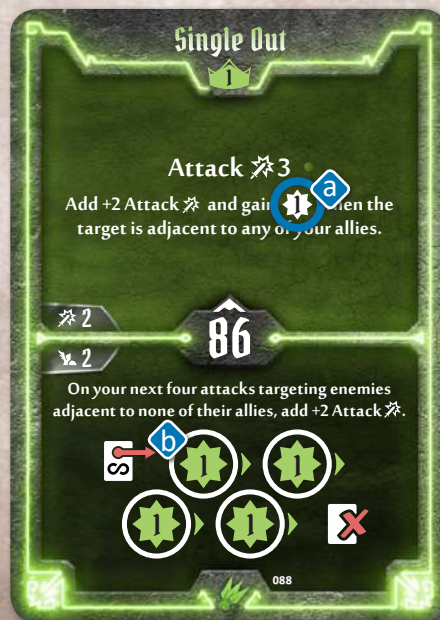 Single Out
1
Attack 3
Add +2 Attack and gai 1 a en the
target is adjacent to any of your allies.
2
86
2
On your next four attacks targeting enemies
adjacent to none of their allies, add +2 Attack .
b
1 1
1 1
088